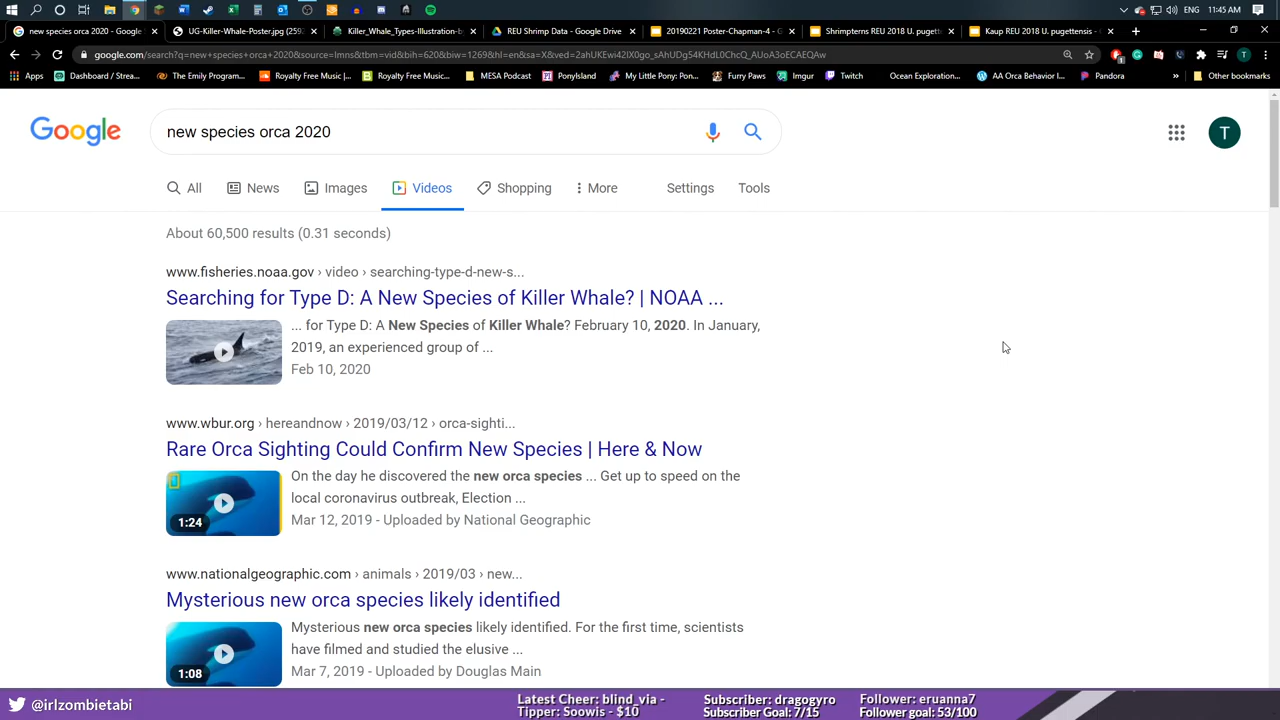 ENG 11:45 AM
new species orca 2020 - Google
UG-Killer-Whale-Poster.jpg (259
Killer_Whale_Types-Illustration-b
REU Shrimp Data - Google Drive
20190221 Poster-Chapman-4 - G
Shrimpterns REU 2018 U. pugett
Kaup REU 2018 U. pugettensis - G
Apps
Dashboard / Strea...
The Emily Program...
Royalty Free Music |...
Royalty Free Music...
MESA Podcast
PonyIsland
My Little Pony: Pon...
Furry Paws
Imgur
Twitch
Ocean Exploration...
AA Orca Behavior I...
Pandora
»
Other bookmarks
Google
new species orca 2020
T
All
News
Images
Videos
Shopping
More
Settings
Tools
About 60,500 results (0.31 seconds)
www.fisheries.noaa.gov › video › searching-type-d-new-s...
Searching for Type D: A New Species of Killer Whale? | NOAA ...
... for Type D: A New Species of Killer Whale? February 10, 2020. In January,
2019, an experienced group of ...
Feb 10, 2020
www.wbur.org › hereandnow › 2019/03/12 › orca-sighti...
Rare Orca Sighting Could Confirm New Species | Here & Now
On the day he discovered the new orca species ... Get up to speed on the
local coronavirus outbreak, Election ...
1:24
Mar 12, 2019 - Uploaded by National Geographic
www.nationalgeographic.com › animals › 2019/03 › new...
Mysterious new orca species likely identified
Mysterious new orca species likely identified. For the first time, scientists
have filmed and studied the elusive ...
1:08
Mar 7, 2019 - Uploaded by Douglas Main
@irlzombietabi
Latest Cheer: blind_via -
Tipper: Soowis - $10
Subscriber: dragogyro
Subscriber Goal: 7/15
Follower: eruanna7
Follower goal: 53/100